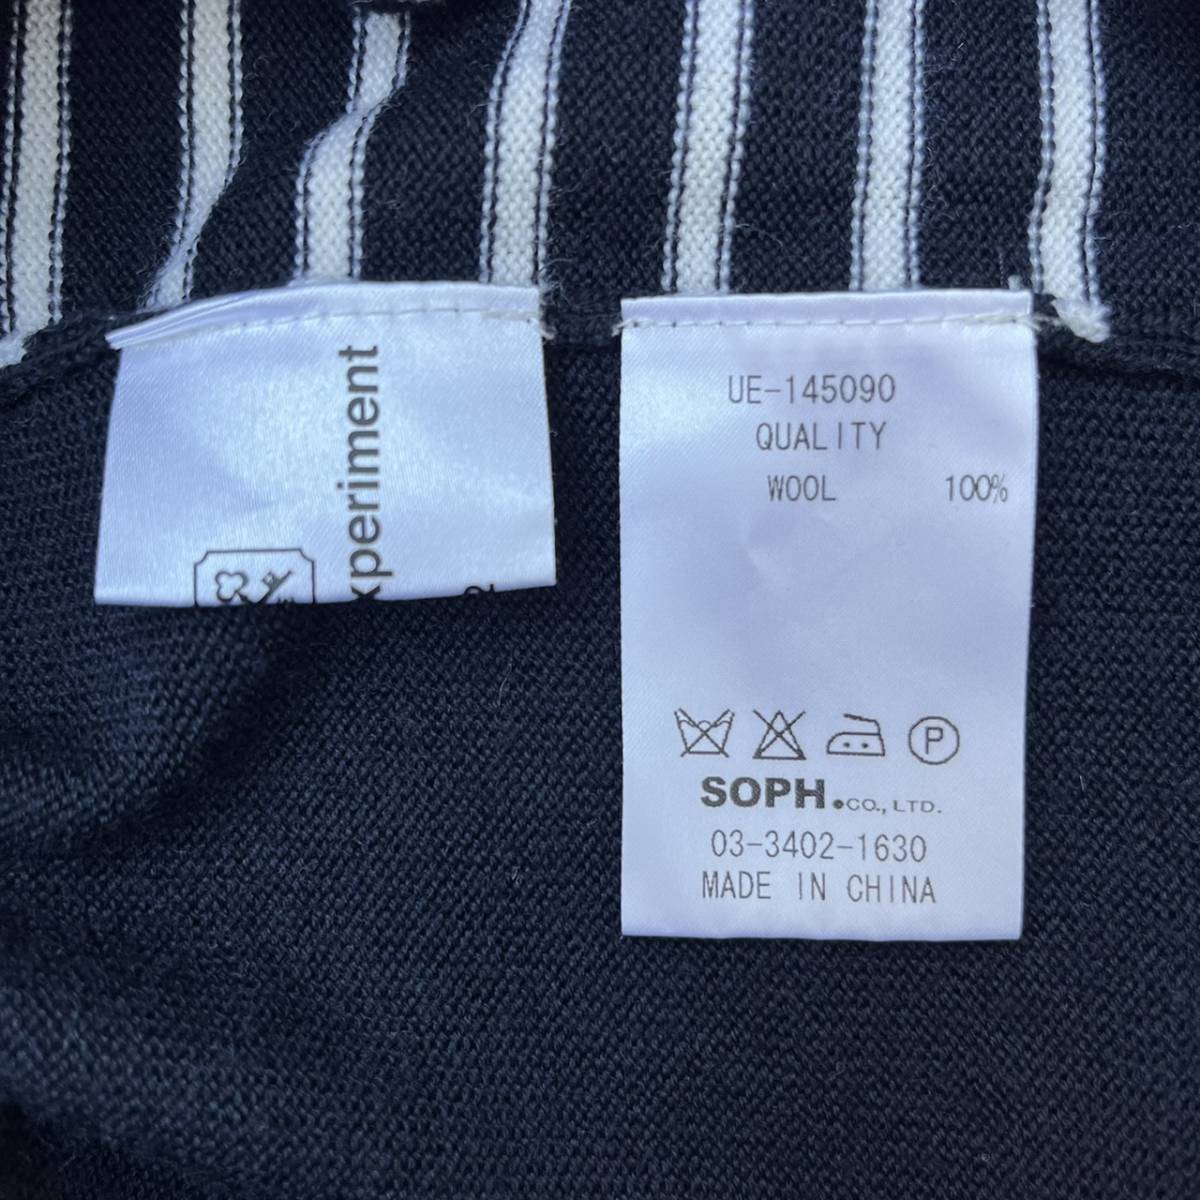 xperiment
UE-145090
QUALITY
WOOL 100%
P
SOPH.CO., LTD.
03-3402-1630
MADE IN CHINA